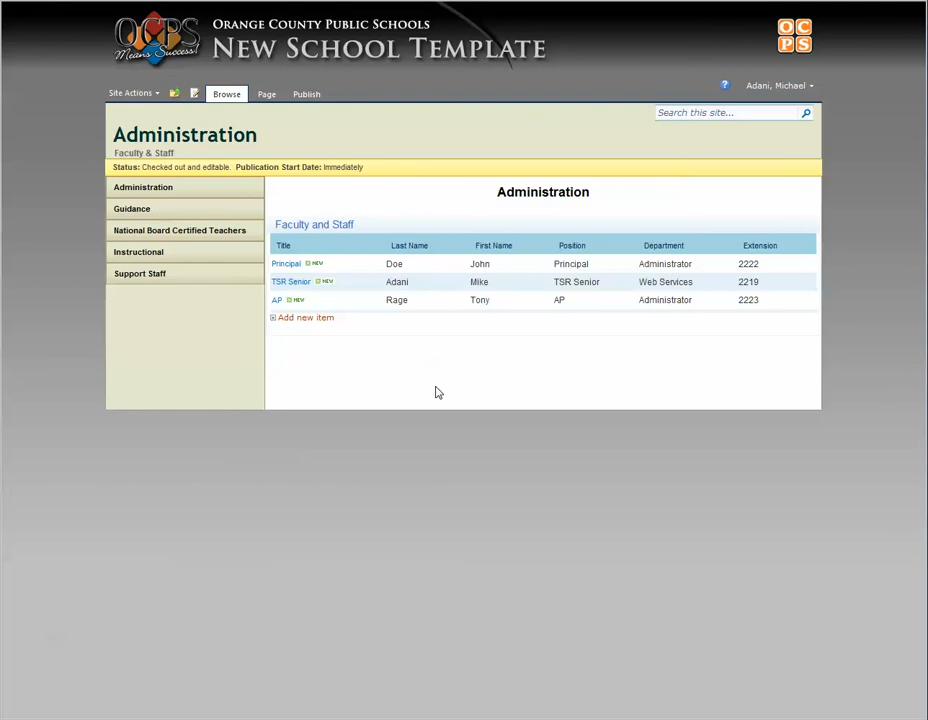 OCPS
Means Success!
ORANGE COUNTY PUBLIC SCHOOLS
NEW SCHOOL TEMPLATE
OC
PS
Site Actions Browse Page Publish
? Adani, Michael
Search this site...
Administration
Faculty & Staff
Status: Checked out and editable. Publication Start Date: Immediately
Administration
Guidance
National Board Certified Teachers
Instructional
Support Staff
Administration
Faculty and Staff
Title Last Name First Name Position Department Extension
Principal NEW Doe John Principal Administrator 2222
TSR Senior NEW Adani Mike TSR Senior Web Services 2219
AP NEW Rage Tony AP Administrator 2223
Add new item